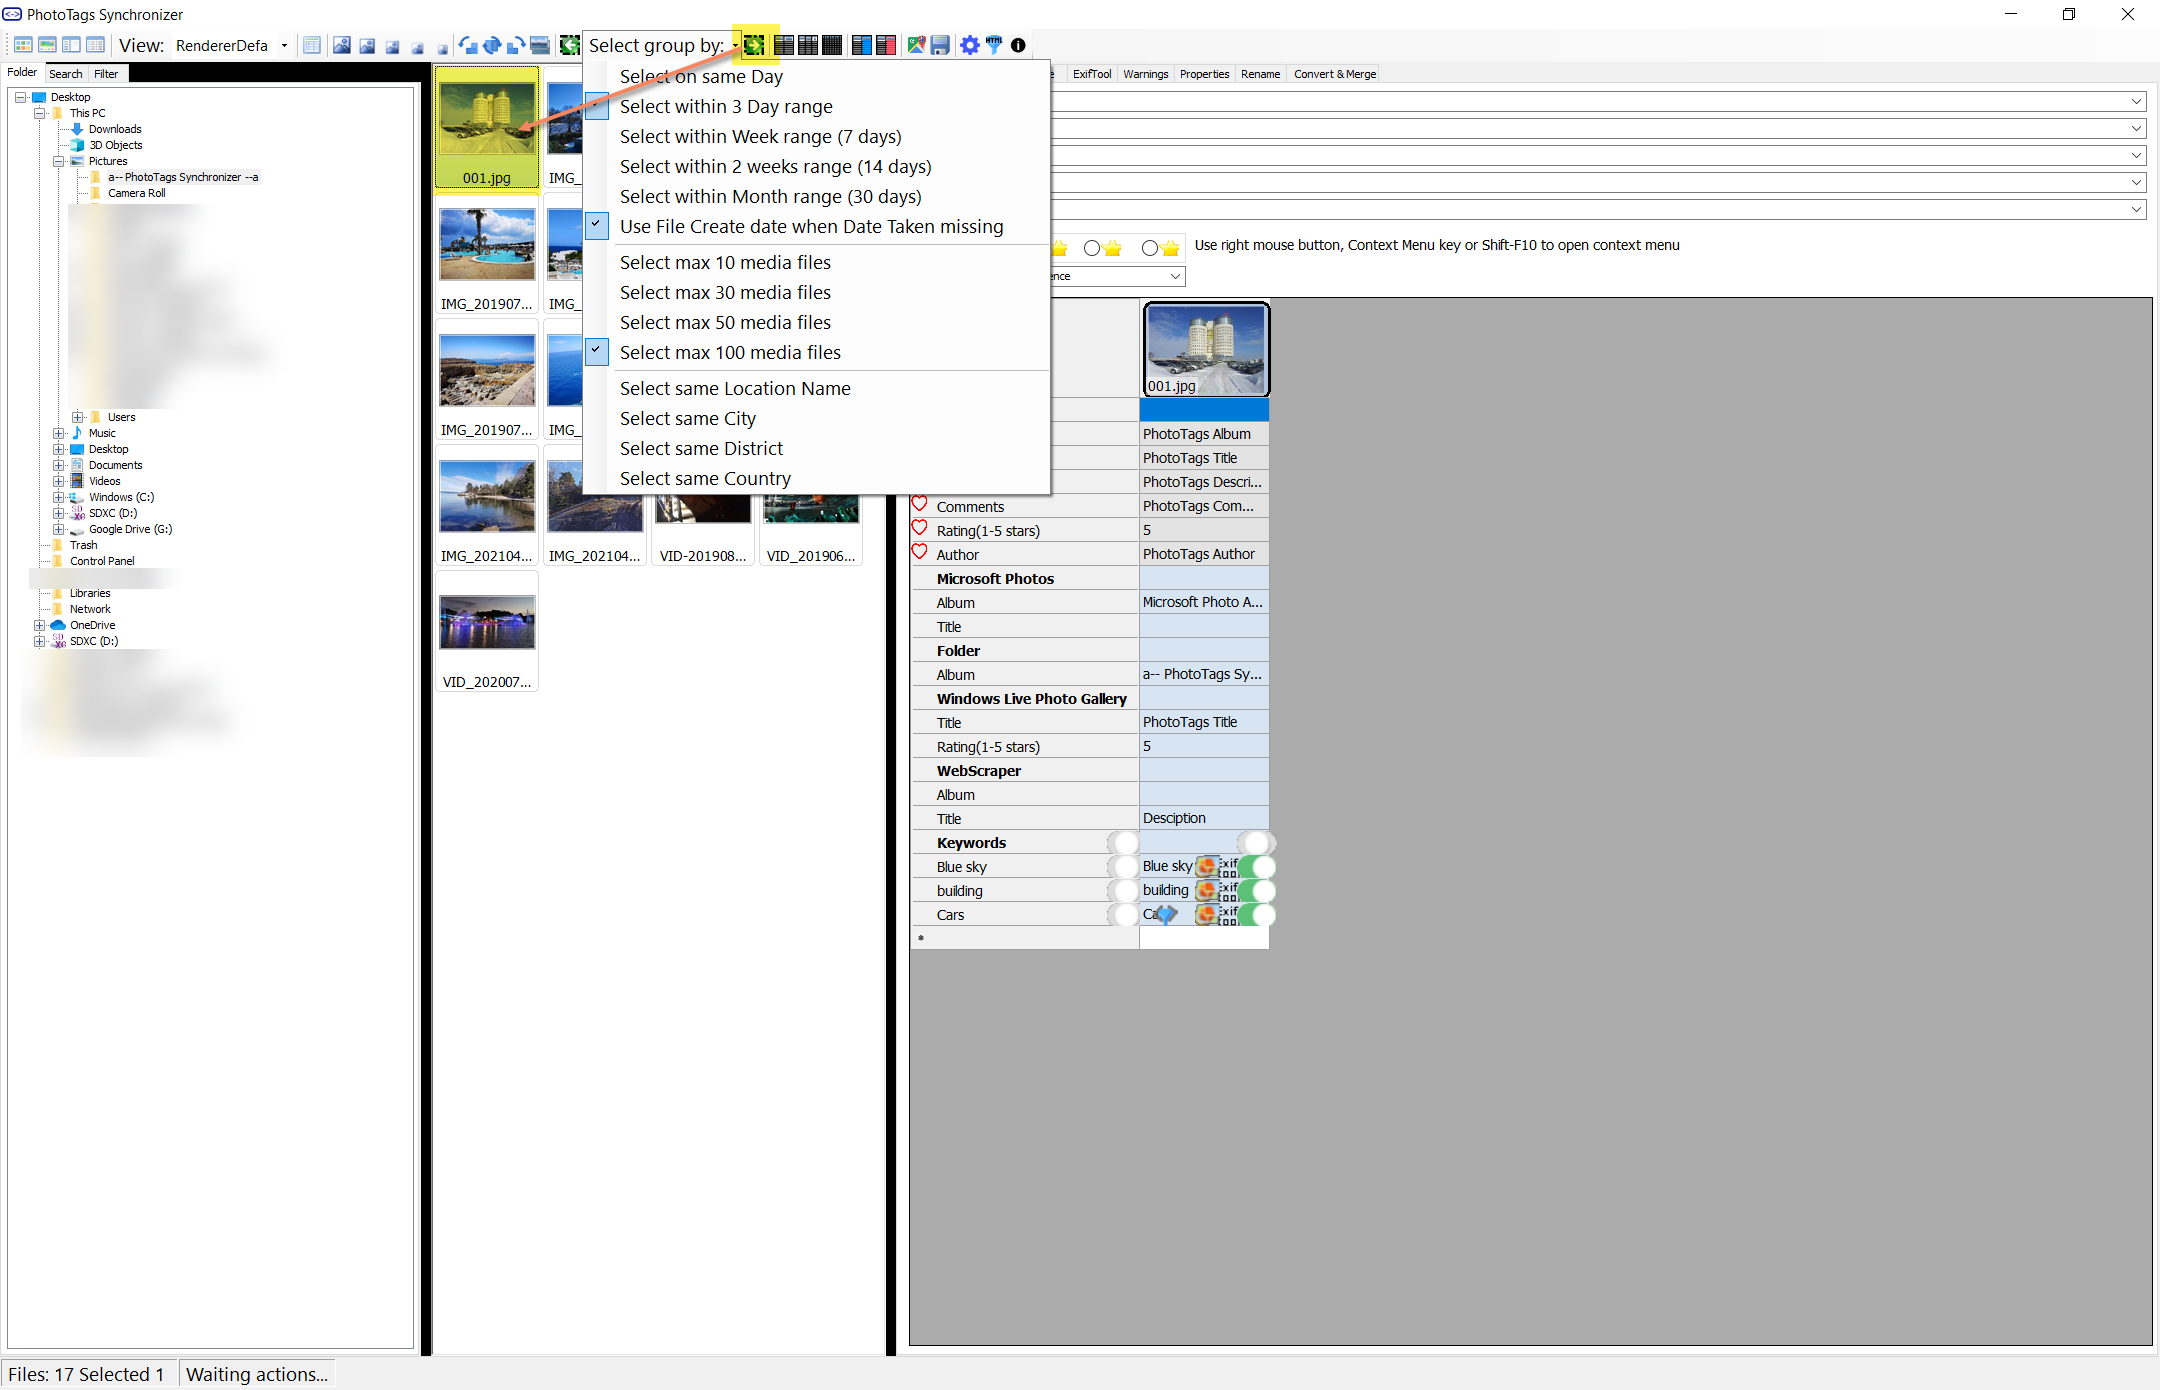 PhotoTags Synchronizer
View: RendererDefa
Select group by:
Folder Search Filter
Desktop
This PC
Downloads
3D Objects
Pictures
a-- PhotoTags Synchronizer --a
Camera Roll
Users
Music
Desktop
Documents
Videos
Windows (C:)
SDXC (D:)
Google Drive (G:)
Trash
Control Panel
Libraries
Network
OneDrive
SDXC (D:)
001.jpg
IMG_
IMG_201907...
IMG_
IMG_201907...
IMG_
IMG_202104...
IMG_202104...
VID-201908...
VID_201906...
VID_202007...
Select on same Day
Select within 3 Day range
Select within Week range (7 days)
Select within 2 weeks range (14 days)
Select within Month range (30 days)
Use File Create date when Date Taken missing
Select max 10 media files
Select max 30 media files
Select max 50 media files
Select max 100 media files
Select same Location Name
Select same City
Select same District
Select same Country
e ExifTool Warnings Properties Rename Convert & Merge
Use right mouse button, Context Menu key or Shift-F10 to open context menu
ence
001.jpg
PhotoTags Album
PhotoTags Title
PhotoTags Descri...
Comments PhotoTags Com...
Rating(1-5 stars) 5
Author PhotoTags Author
Microsoft Photos
Album Microsoft Photo A...
Title
Folder
Album a-- PhotoTags Sy...
Windows Live Photo Gallery
Title PhotoTags Title
Rating(1-5 stars) 5
WebScraper
Album
Title Desciption
Keywords
Blue sky Blue sky
building building
Cars Ca
*
Files: 17 Selected 1 Waiting actions...